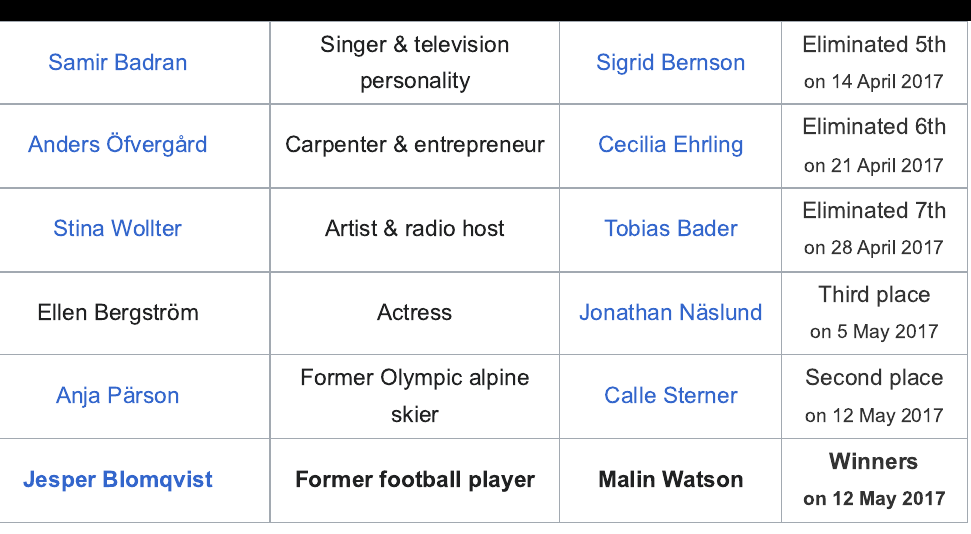 Samir Badran
Singer & television
personality
Sigrid Bernson
Eliminated 5th
on 14 April 2017
Anders Öfvergård
Carpenter & entrepreneur
Cecilia Ehrling
Eliminated 6th
on 21 April 2017
Stina Wollter
Artist & radio host
Tobias Bader
Eliminated 7th
on 28 April 2017
Ellen Bergström
Actress
Jonathan Näslund
Third place
on 5 May 2017
Anja Pärson
Former Olympic alpine
skier
Calle Sterner
Second place
on 12 May 2017
Jesper Blomqvist
Former football player
Malin Watson
Winners
on 12 May 2017